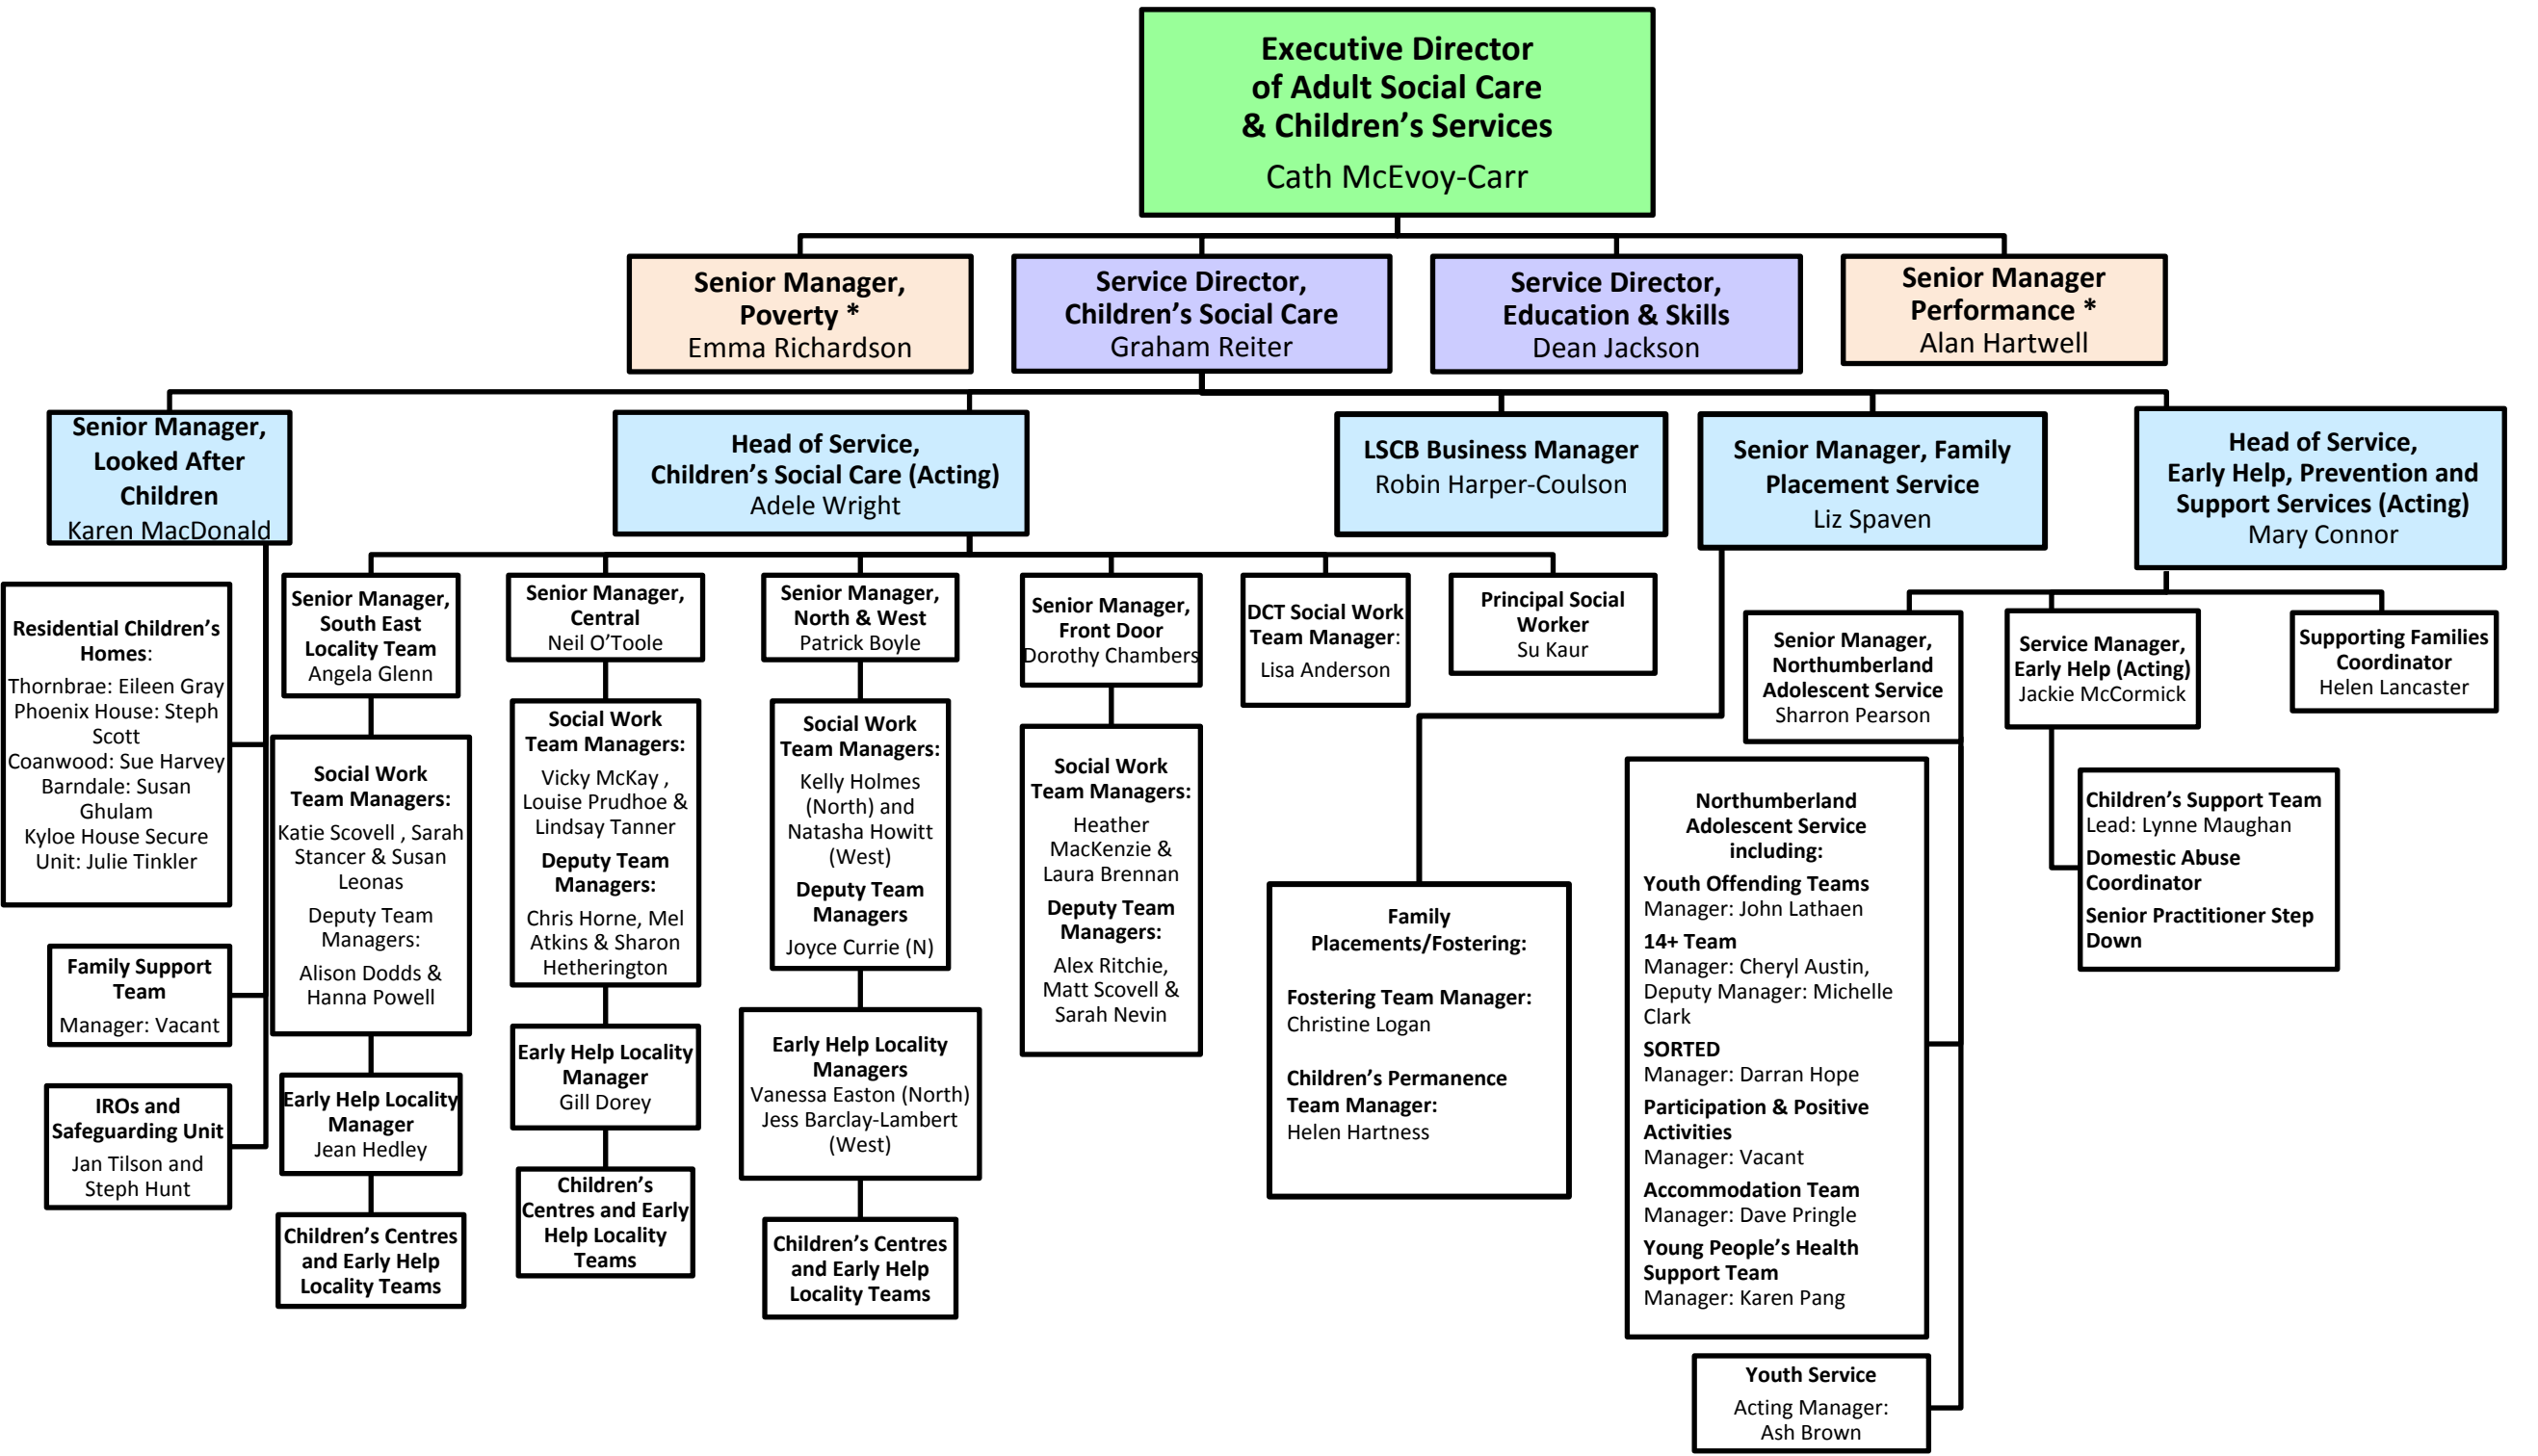 Executive Director
of Adult Social Care
& Children’s Services
Cath McEvoy-Carr
Senior Manager,
Poverty *
Emma Richardson
Service Director,
Children’s Social Care
Graham Reiter
Service Director,
Education & Skills
Dean Jackson
Senior Manager
Performance *
Alan Hartwell
Senior Manager,
Looked After
Children
Karen MacDonald
Head of Service,
Children’s Social Care (Acting)
Adele Wright
LSCB Business Manager
Robin Harper-Coulson
Senior Manager, Family
Placement Service
Liz Spaven
Head of Service,
Early Help, Prevention and
Support Services (Acting)
Mary Connor
Residential Children’s
Homes:
Thornbrae: Eileen Gray
Phoenix House: Steph
Scott
Coanwood: Sue Harvey
Barndale: Susan
Ghulam
Kyloe House Secure
Unit: Julie Tinkler
Family Support
Team
Manager: Vacant
IROs and
Safeguarding Unit
Jan Tilson and
Steph Hunt
Senior Manager,
South East
Locality Team
Angela Glenn
Social Work
Team Managers:
Katie Scovell , Sarah
Stancer & Susan
Leonas
Deputy Team
Managers:
Alison Dodds &
Hanna Powell
Early Help Locality
Manager
Jean Hedley
Children’s Centres
and Early Help
Locality Teams
Senior Manager,
Central
Neil O’Toole
Social Work
Team Managers:
Vicky McKay ,
Louise Prudhoe &
Lindsay Tanner
Deputy Team
Managers:
Chris Horne, Mel
Atkins & Sharon
Hetherington
Early Help Locality
Manager
Gill Dorey
Children’s
Centres and Early
Help Locality
Teams
Senior Manager,
North & West
Patrick Boyle
Social Work
Team Managers:
Kelly Holmes
(North) and
Natasha Howitt
(West)
Deputy Team
Managers
Joyce Currie (N)
Early Help Locality
Managers
Vanessa Easton (North)
Jess Barclay-Lambert
(West)
Children’s Centres
and Early Help
Locality Teams
Senior Manager,
Front Door
Dorothy Chambers
Social Work
Team Managers:
Heather
MacKenzie &
Laura Brennan
Deputy Team
Managers:
Alex Ritchie,
Matt Scovell &
Sarah Nevin
DCT Social Work
Team Manager:
Lisa Anderson
Principal Social
Worker
Su Kaur
Family
Placements/Fostering:
Fostering Team Manager:
Christine Logan
Children’s Permanence
Team Manager:
Helen Hartness
Senior Manager,
Northumberland
Adolescent Service
Sharron Pearson
Northumberland
Adolescent Service
including:
Youth Offending Teams
Manager: John Lathaen
14+ Team
Manager: Cheryl Austin,
Deputy Manager: Michelle
Clark
SORTED
Manager: Darran Hope
Participation & Positive
Activities
Manager: Vacant
Accommodation Team
Manager: Dave Pringle
Young People’s Health
Support Team
Manager: Karen Pang
Youth Service
Acting Manager:
Ash Brown
Service Manager,
Early Help (Acting)
Jackie McCormick
Children’s Support Team
Lead: Lynne Maughan
Domestic Abuse
Coordinator
Senior Practitioner Step
Down
Supporting Families
Coordinator
Helen Lancaster